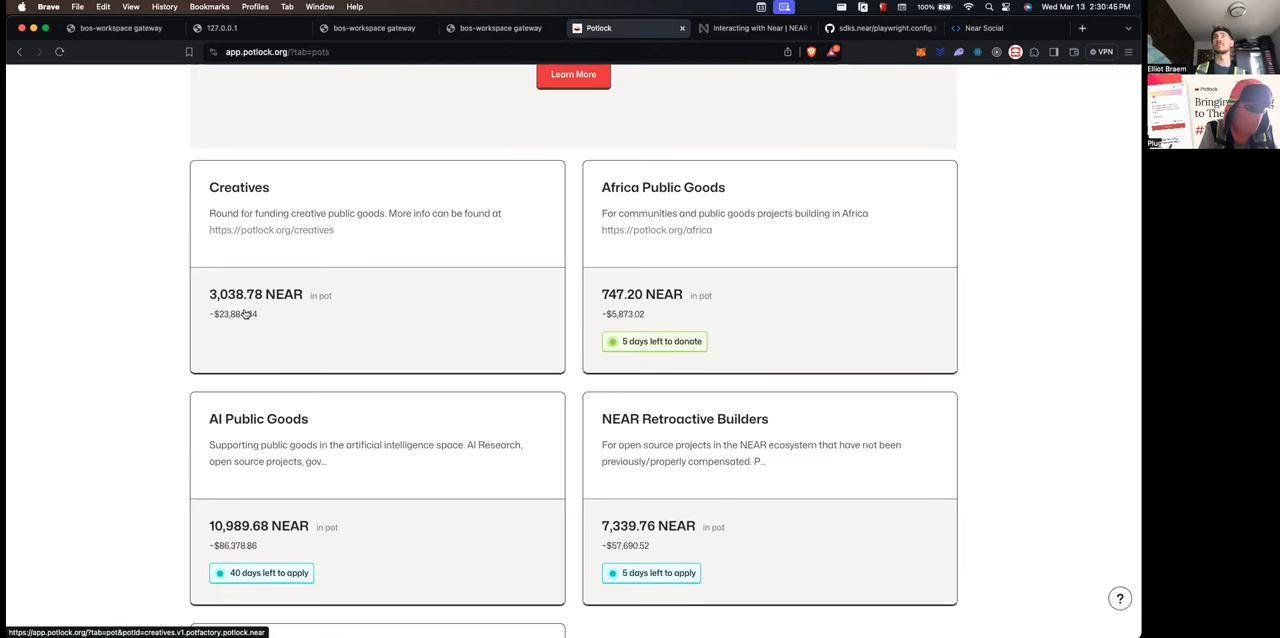 Brave File Edit View History Bookmarks Profiles Tab Window Help
100% Wed Mar 13 2:30:45 PM
bos-workspace gateway
127.0.0.1
bos-workspace gateway
bos-workspace gateway
Potlock
Interacting with Near | NEAR
sdks.near/playwright.config.
Near Social
app.potlock.org/?tab=pots
VPN
Learn More
Creatives
Round for funding creative public goods. More info can be found at
https://potlock.org/creatives
3,038.78 NEAR in pot
Africa Public Goods
For communities and public goods projects building in Africa
https://potlock.org/africa
747.20 NEAR in pot
~$5,873.02
5 days left to donate
AI Public Goods
Supporting public goods in the artificial intelligence space. AI Research,
open source projects, gov...
10,989.68 NEAR in pot
~$86,378.86
40 days left to apply
NEAR Retroactive Builders
For open source projects in the NEAR ecosystem that have not been
previously/properly compensated. P...
7,339.76 NEAR in pot
~$57,690.52
5 days left to apply
?
https://app.potlock.org/?tab=pot&potId=creatives.v1.potfactory.potlock.near
Elliot Braem
Potlock
Plug